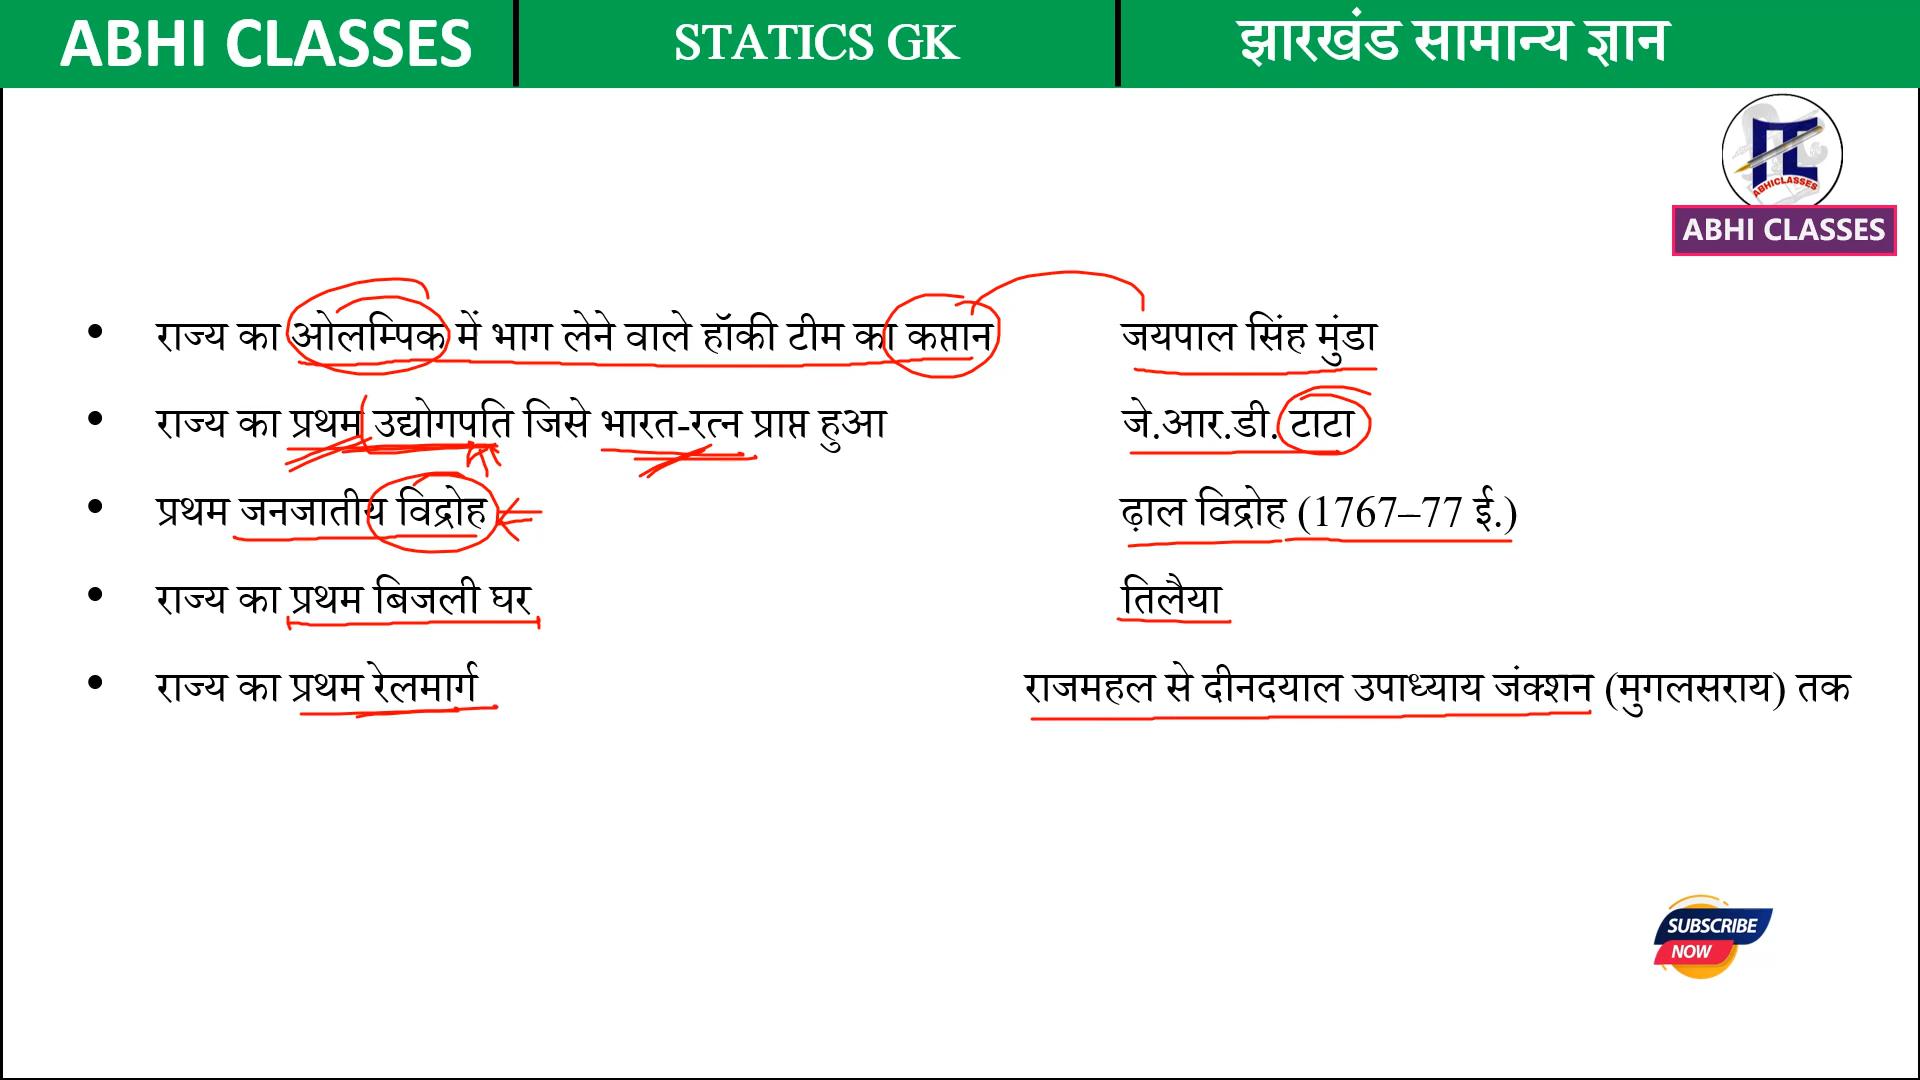 ABHI CLASSES STATICS GK झारखंड सामान्य ज्ञान
ABHICLASSES
ABHI CLASSES
• राज्य का ओलम्पिक में भाग लेने वाले हॉकी टीम का कप्तान जयपाल सिंह मुंडा
• राज्य का प्रथम उद्योगपति जिसे भारत-रत्न प्राप्त हुआ जे.आर.डी. टाटा
• प्रथम जनजातीय विद्रोह ढ़ाल विद्रोह (1767–77 ई.)
• राज्य का प्रथम बिजली घर तिलैया
• राज्य का प्रथम रेलमार्ग राजमहल से दीनदयाल उपाध्याय जंक्शन (मुगलसराय) तक
SUBSCRIBE
NOW